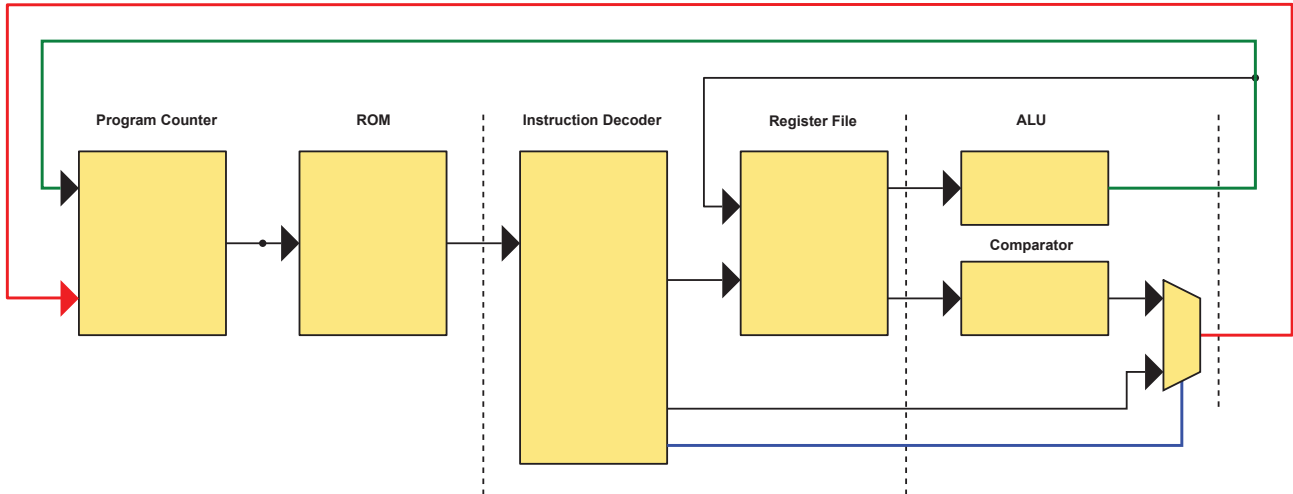 Program Counter
ROM
Instruction Decoder
Register File
ALU
Comparator